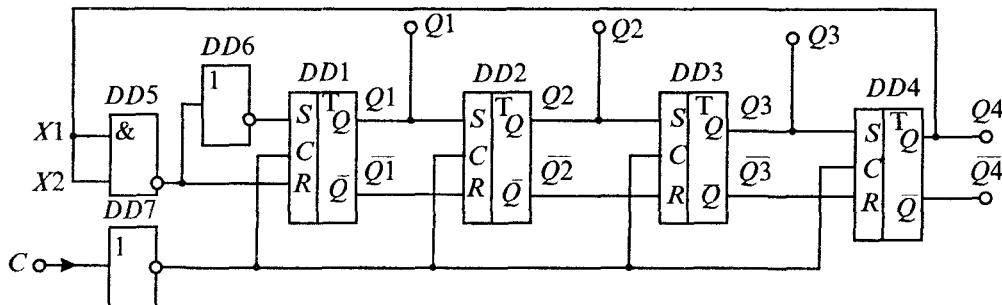 Q1 Q2 Q3
DD6
1
DD1 DD2 DD3 DD4
DD5
X1 & S T Q Q1 S T Q Q2 S T Q Q3 S T Q Q4
C C C C
X2 R Q̄ Q̄1̄ R Q̄ Q̄2̄ R Q̄ Q̄3̄ R Q̄ Q̄4̄
DD7
C 1